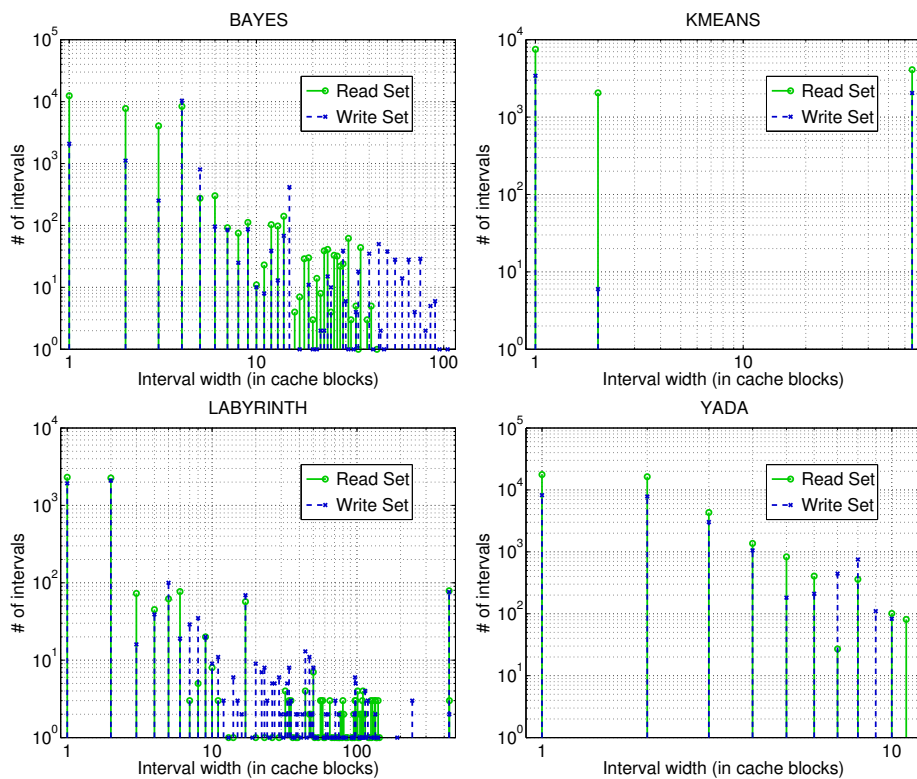 BAYES
10^5
10^4
10^3
10^2
10^1
10^0
# of intervals
1
10
100
Interval width (in cache blocks)
Read Set
Write Set
KMEANS
10^4
10^3
10^2
10^1
10^0
# of intervals
1
10
Interval width (in cache blocks)
Read Set
Write Set
LABYRINTH
10^4
10^3
10^2
10^1
10^0
# of intervals
1
10
100
Interval width (in cache blocks)
Read Set
Write Set
YADA
10^5
10^4
10^3
10^2
10^1
10^0
# of intervals
1
10
Interval width (in cache blocks)
Read Set
Write Set